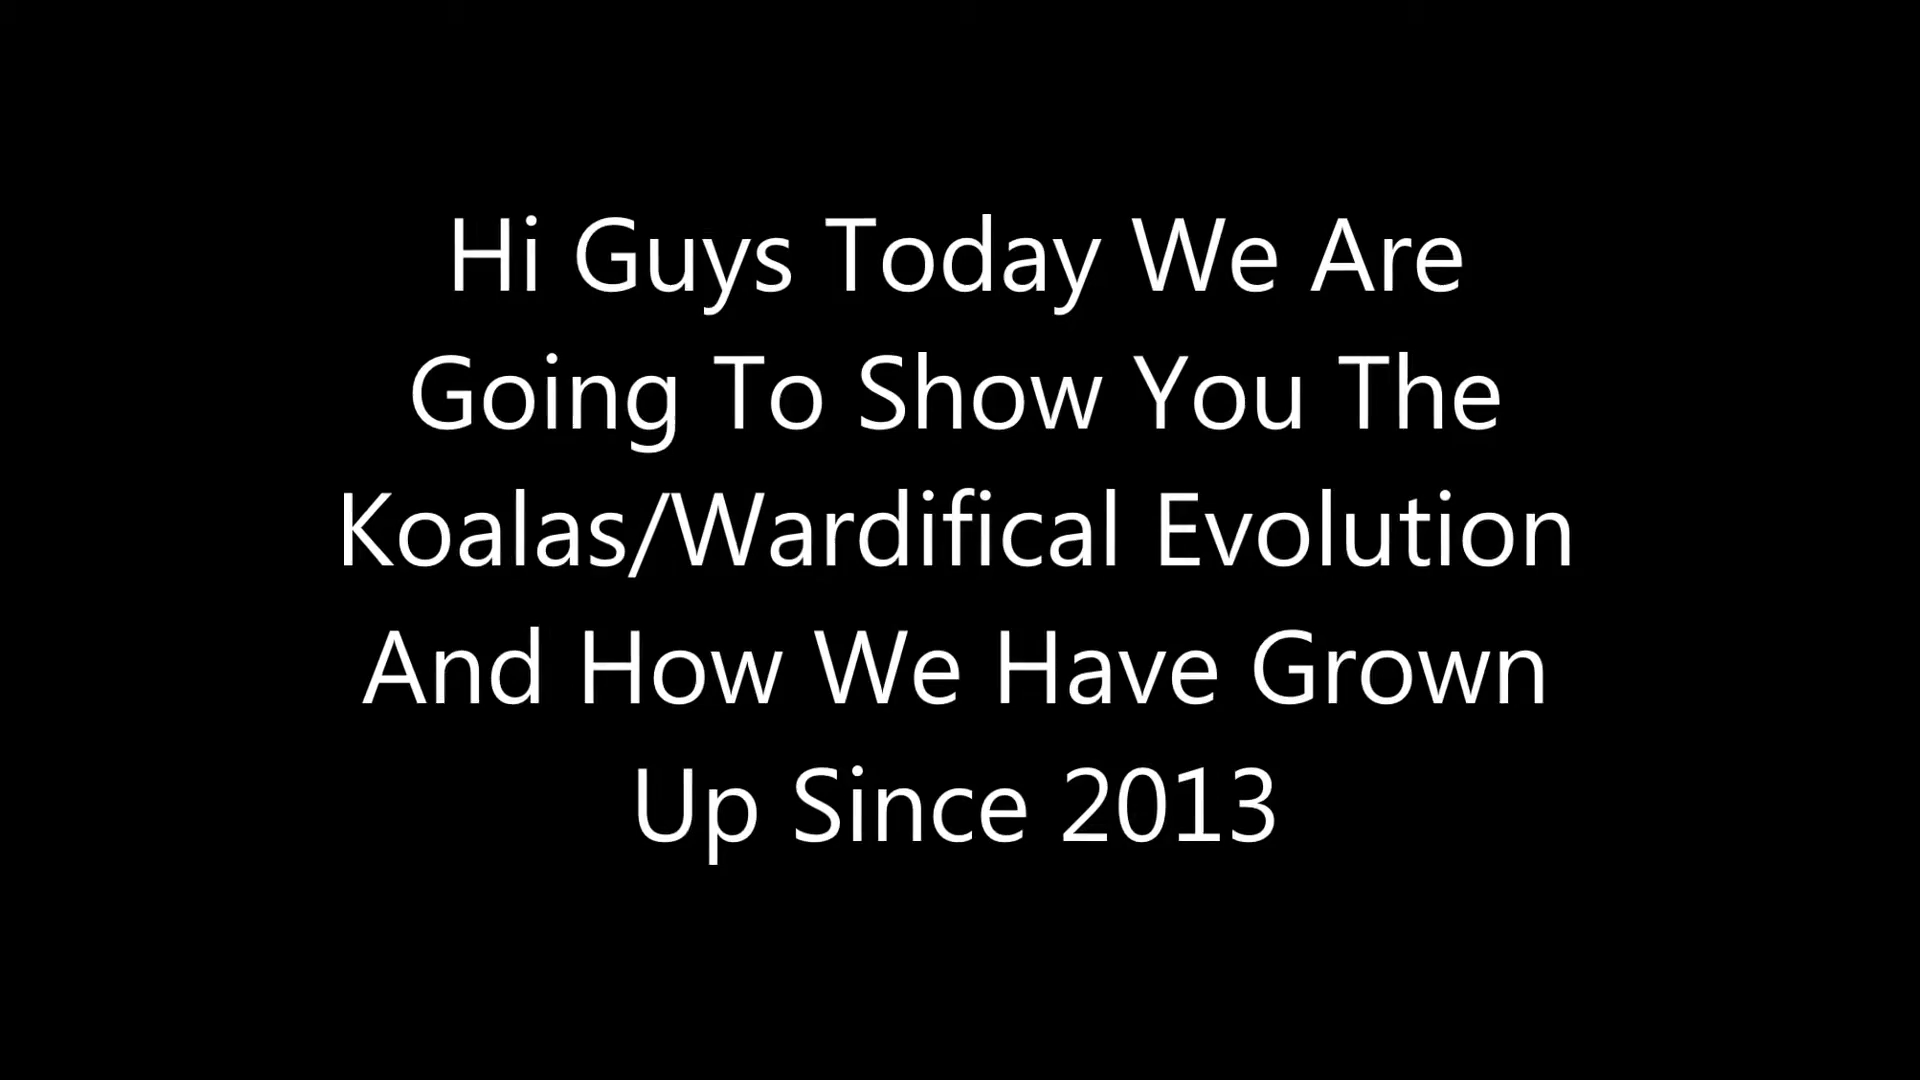 Hi Guys Today We Are
Going To Show You The
Koalas/Wardifical Evolution
And How We Have Grown
Up Since 2013